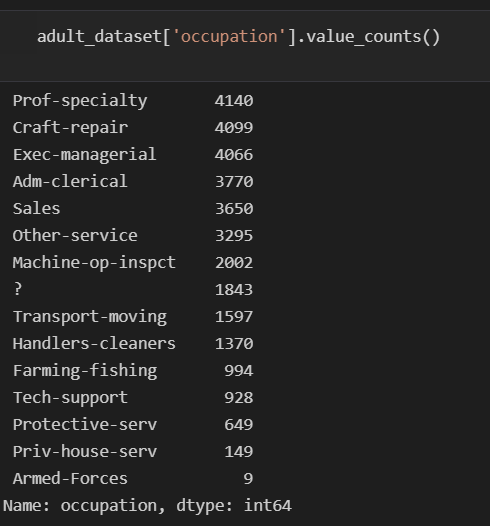 adult_dataset['occupation'].value_counts()
Prof-specialty 4140
Craft-repair 4099
Exec-managerial 4066
Adm-clerical 3770
Sales 3650
Other-service 3295
Machine-op-inspct 2002
? 1843
Transport-moving 1597
Handlers-cleaners 1370
Farming-fishing 994
Tech-support 928
Protective-serv 649
Priv-house-serv 149
Armed-Forces 9
Name: occupation, dtype: int64